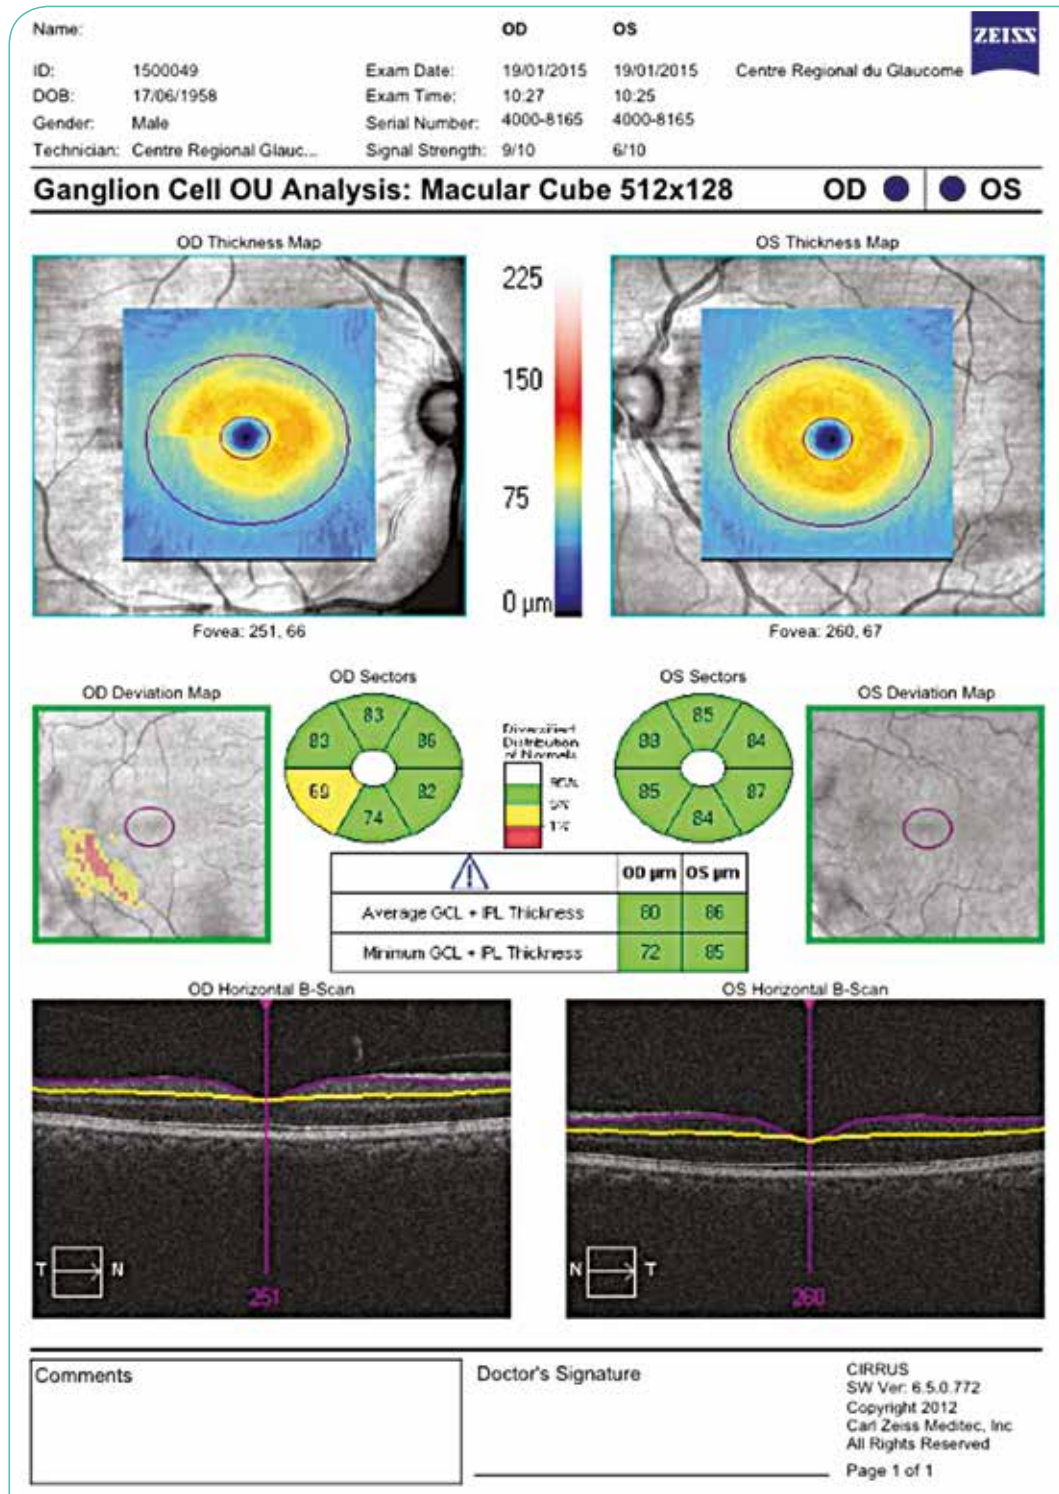 Name: OD OS
ZEISS
ID: 1500049 Exam Date: 19/01/2015 19/01/2015 Centre Regional du Glaucome
DOB: 17/06/1958 Exam Time: 10:27 10:25
Gender: Male Serial Number: 4000-8165 4000-8165
Technician: Centre Regional Glauc... Signal Strength: 9/10 6/10
Ganglion Cell OU Analysis: Macular Cube 512x128 OD OS
OD Thickness Map OS Thickness Map
225
150
75
0 µm
Fovea: 251, 66 Fovea: 260, 67
OD Deviation Map OD Sectors OS Sectors OS Deviation Map
83 85
83 86 88 84
69 82 85 87
74 84
Diversified
Distribution
of Normals
95%
5%
1%
OD µm OS µm
Average GCL + IPL Thickness 80 86
Minimum GCL + IPL Thickness 72 85
OD Horizontal B-Scan OS Horizontal B-Scan
T N N T
251 260
Comments Doctor's Signature
CIRRUS
SW Ver: 6.5.0.772
Copyright 2012
Carl Zeiss Meditec, Inc
All Rights Reserved
Page 1 of 1